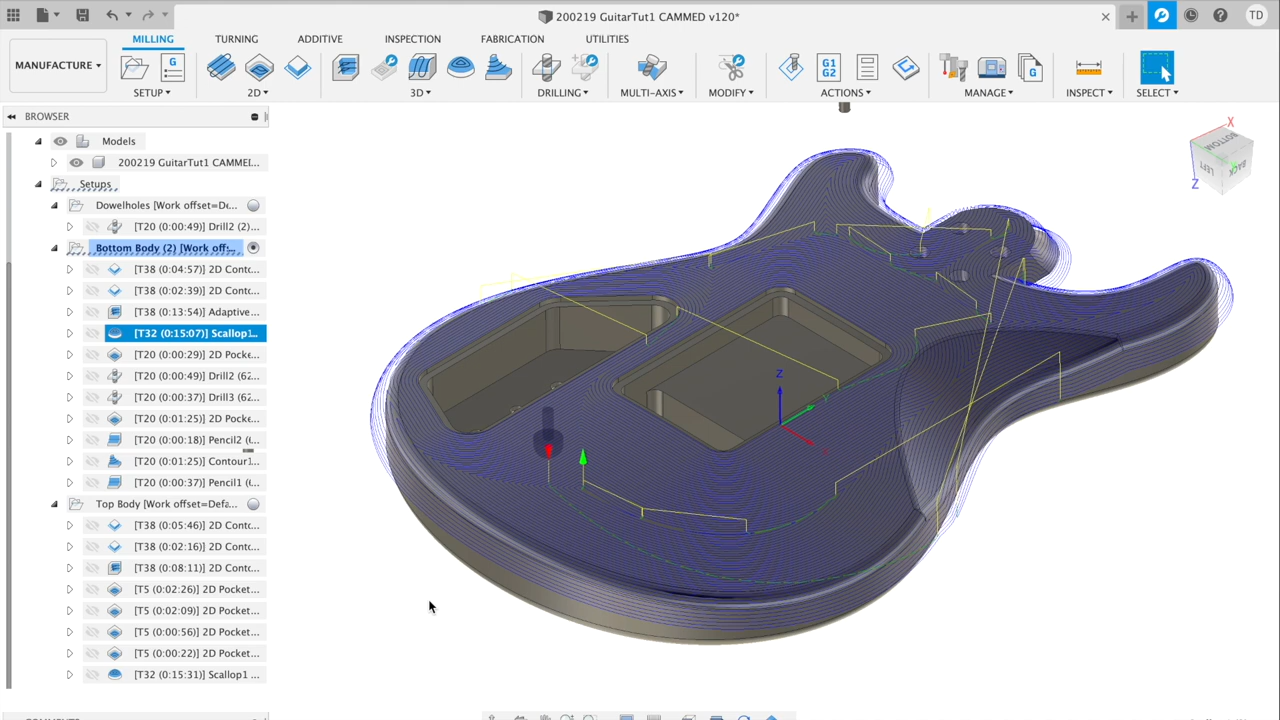 200219 GuitarTut1 CAMMED v120*
TD
MANUFACTURE
MILLING TURNING ADDITIVE INSPECTION FABRICATION UTILITIES
G
G1
G2
G
SETUP 2D 3D DRILLING MULTI-AXIS MODIFY ACTIONS MANAGE INSPECT SELECT
BROWSER
Models
200219 GuitarTut1 CAMMED...
Setups
Dowelholes [Work offset=De...
[T20 (0:00:49)] Drill2 (2)...
Bottom Body (2) [Work off...
[T38 (0:04:57)] 2D Conto...
[T38 (0:02:39)] 2D Conto...
[T38 (0:13:54)] Adaptive...
[T32 (0:15:07)] Scallop1...
[T20 (0:00:29)] 2D Pocke...
[T20 (0:00:49)] Drill2 (62...
[T20 (0:00:37)] Drill3 (62...
[T20 (0:01:25)] 2D Pocke...
[T20 (0:00:18)] Pencil2 (...
[T20 (0:01:25)] Contour1...
[T20 (0:00:37)] Pencil1 (...
Top Body [Work offset=Defa...
[T38 (0:05:46)] 2D Conto...
[T38 (0:02:16)] 2D Conto...
[T38 (0:08:11)] 2D Conto...
[T5 (0:02:26)] 2D Pocket...
[T5 (0:02:09)] 2D Pocket...
[T5 (0:00:56)] 2D Pocket...
[T5 (0:00:22)] 2D Pocket...
[T32 (0:15:31)] Scallop1 ...
X
BOTTOM
LEFT
BACK
Z
Z